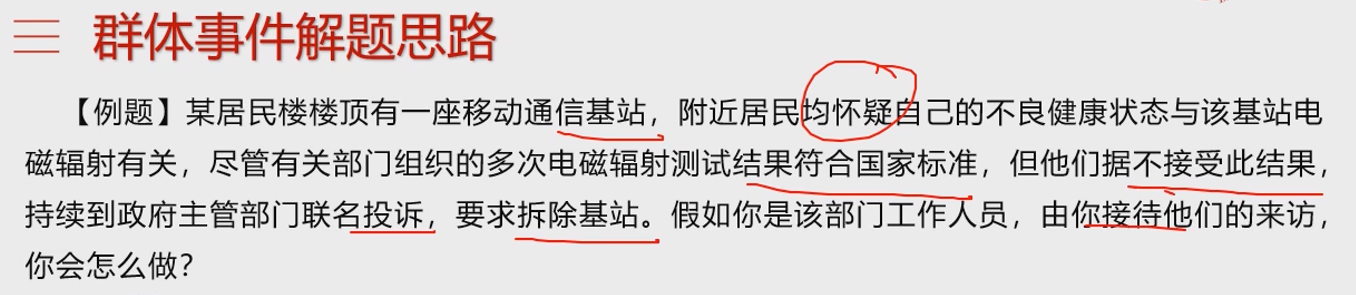 群体事件解题思路
【例题】某居民楼楼顶有一座移动通信基站，附近居民均怀疑自己的不良健康状态与该基站电
磁辐射有关，尽管有关部门组织的多次电磁辐射测试结果符合国家标准，但他们据不接受此结果，
持续到政府主管部门联名投诉，要求拆除基站。假如你是该部门工作人员，由你接待他们的来访，
你会怎么做？